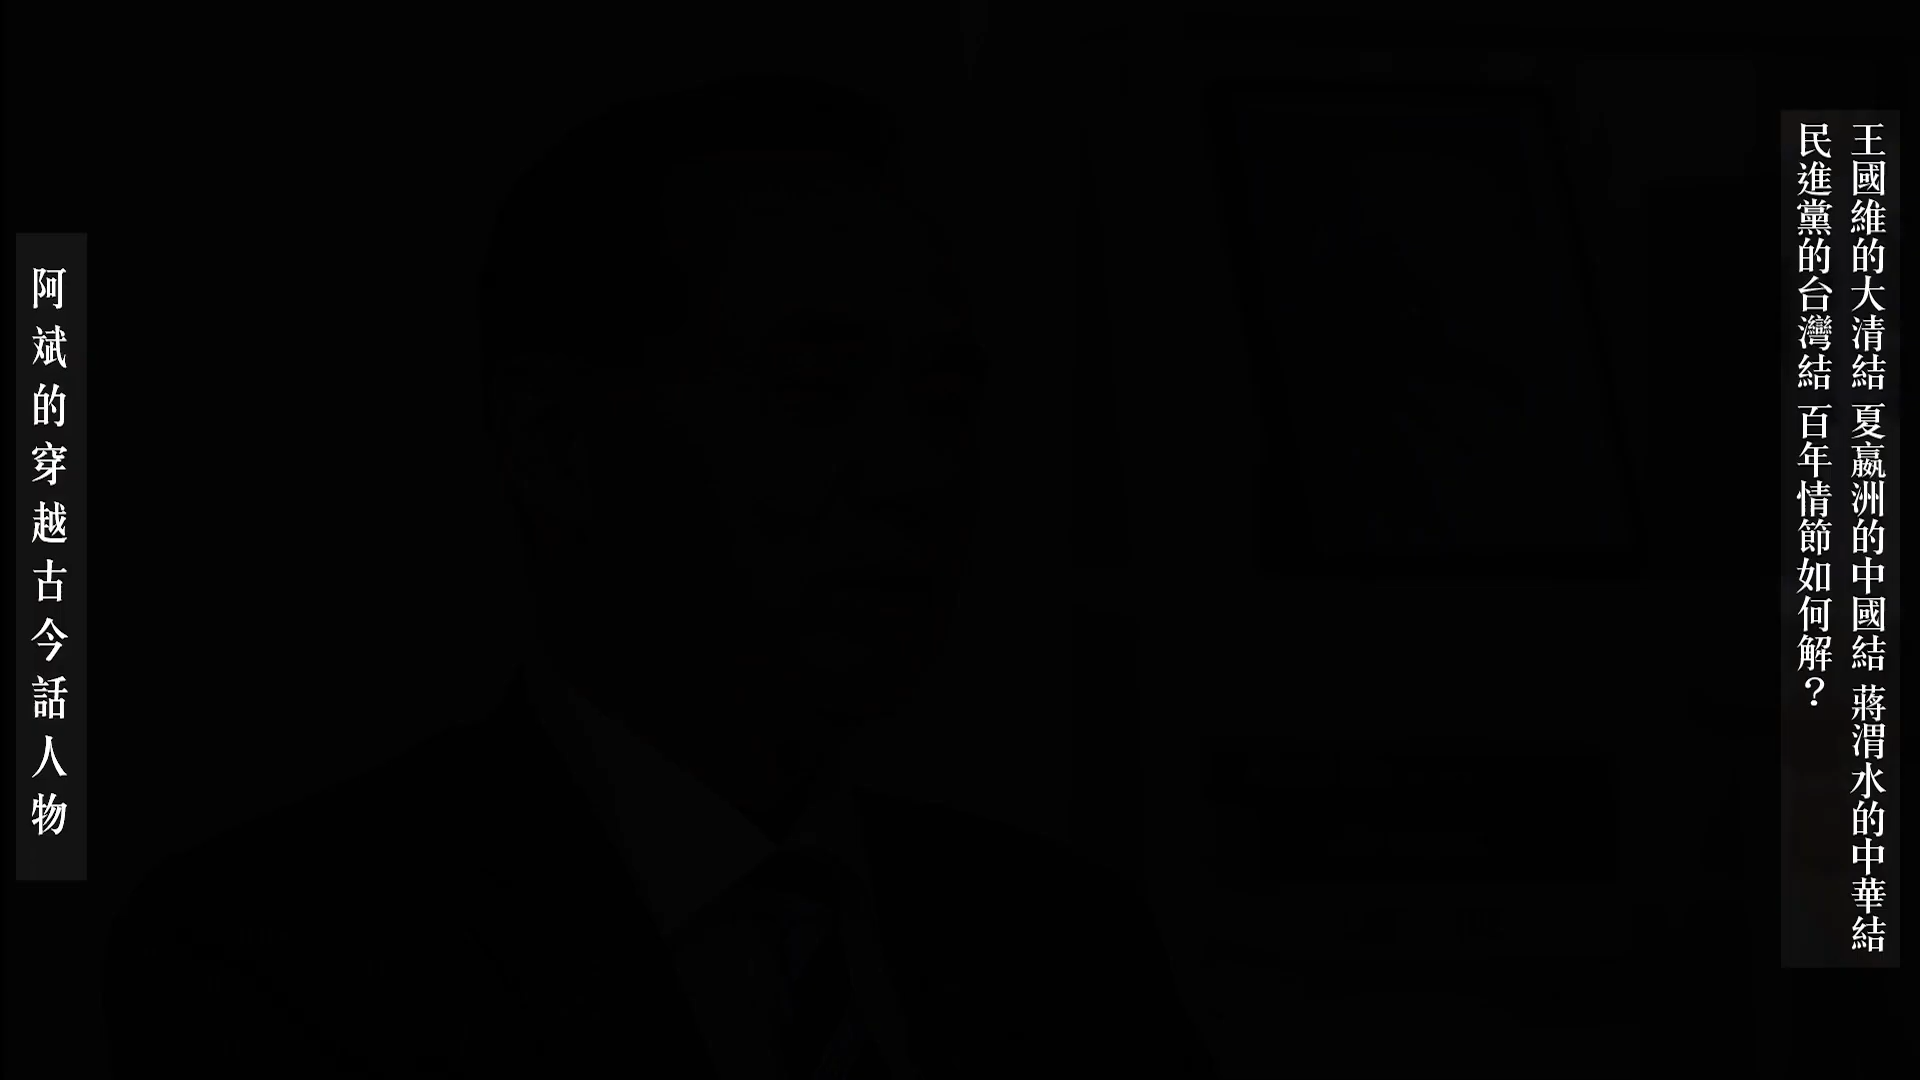 王國維的大清結 夏嬴洲的中國結 蔣渭水的中華結
民進黨的台灣結 百年情節如何解？
阿斌的穿越古今話人物